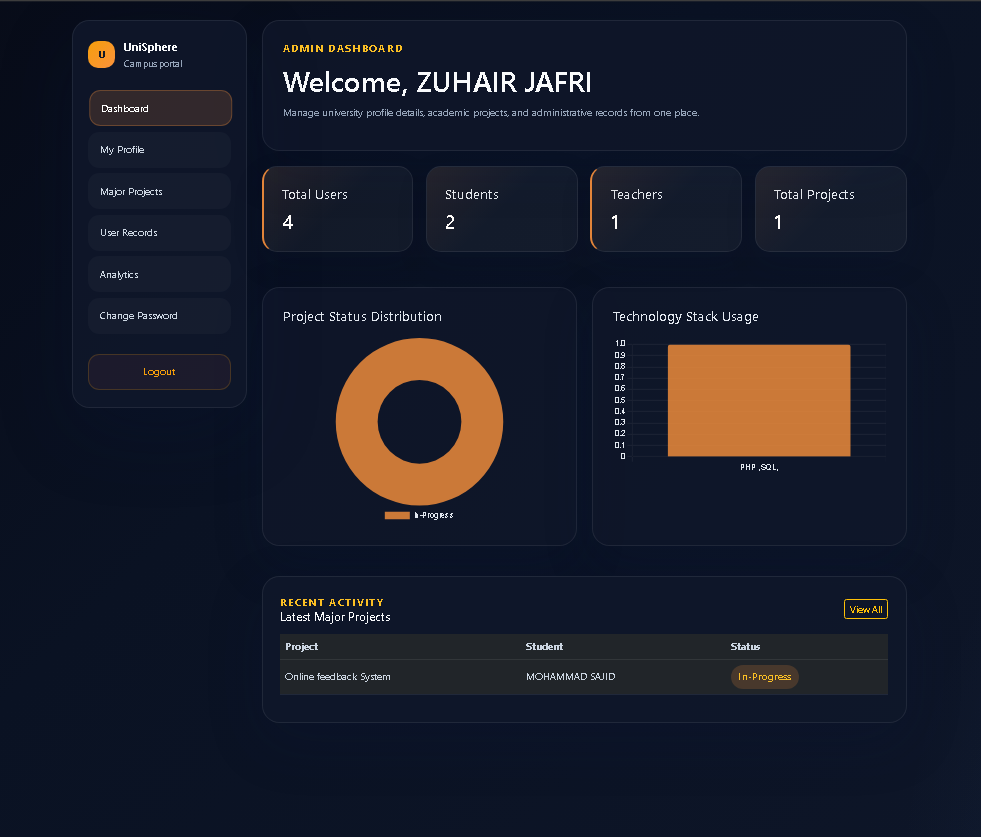 U
UniSphere
Campus portal
Dashboard
My Profile
Major Projects
User Records
Analytics
Change Password
Logout
ADMIN DASHBOARD
Welcome, ZUHAIR JAFRI
Manage university profile details, academic projects, and administrative records from one place.
Total Users
4
Students
2
Teachers
1
Total Projects
1
Project Status Distribution
In-Progress
Technology Stack Usage
1.0
0.9
0.8
0.7
0.6
0.5
0.4
0.3
0.2
0.1
0
PHP ,SQL,
RECENT ACTIVITY
Latest Major Projects
View All
Project Student Status
Online feedback System MOHAMMAD SAJID In-Progress